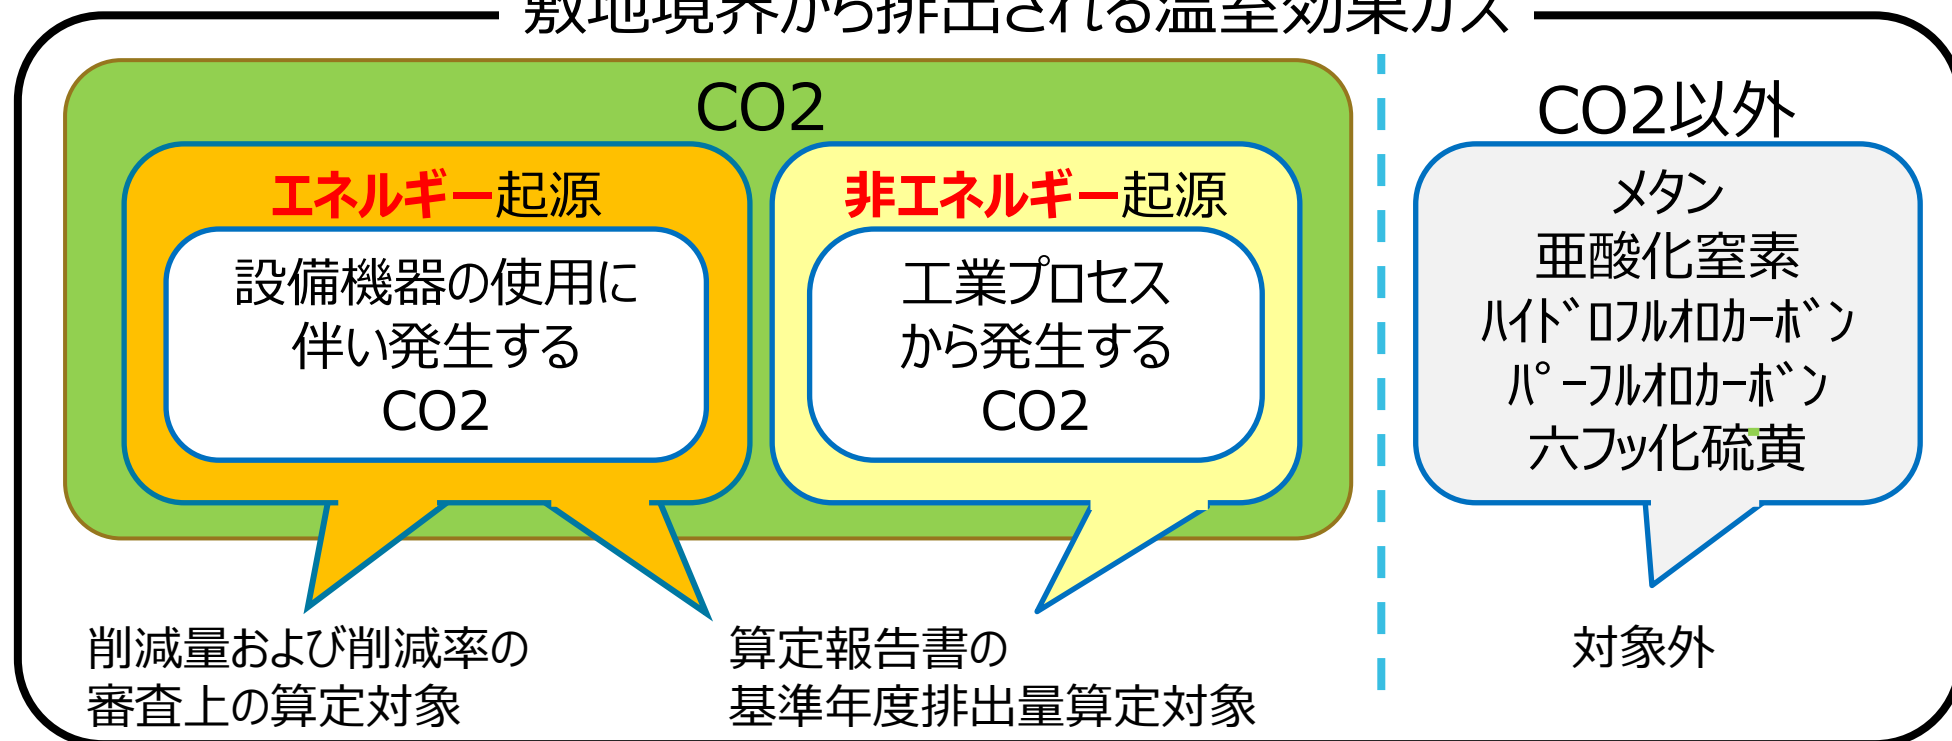 敷地境界から排出される温室効果ガス
CO2
エネルギー起源
設備機器の使用に
伴い発生する
CO2
非エネルギー起源
工業プロセス
から発生する
CO2
CO2以外
メタン
亜酸化窒素
ﾊｲﾄﾞﾛﾌﾙｵﾛｶｰﾎﾞﾝ
ﾊﾟｰﾌﾙｵﾛｶｰﾎﾞﾝ
六フッ化硫黄
削減量および削減率の
審査上の算定対象
算定報告書の
基準年度排出量算定対象
対象外